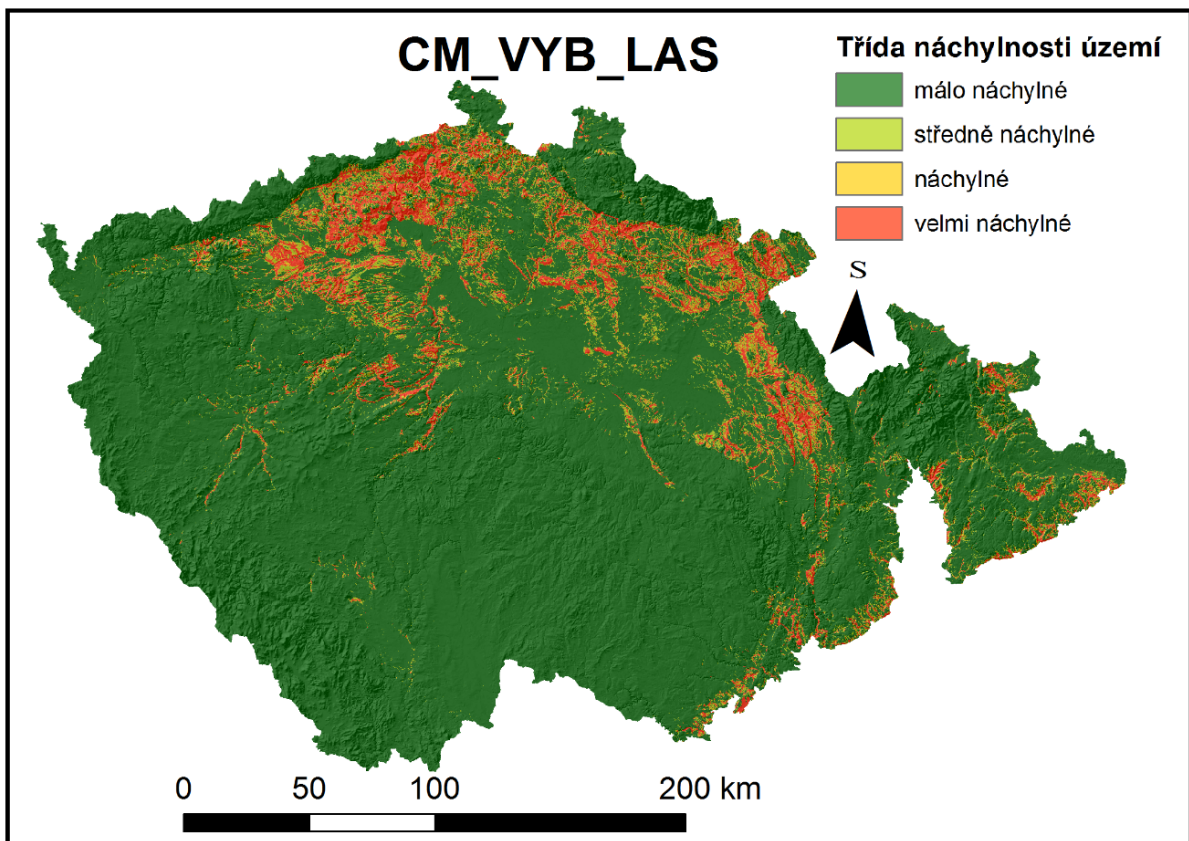 CM_VYB_LAS
Třída náchylnosti území
málo náchylné
středně náchylné
náchylné
velmi náchylné
S
0 50 100 200 km